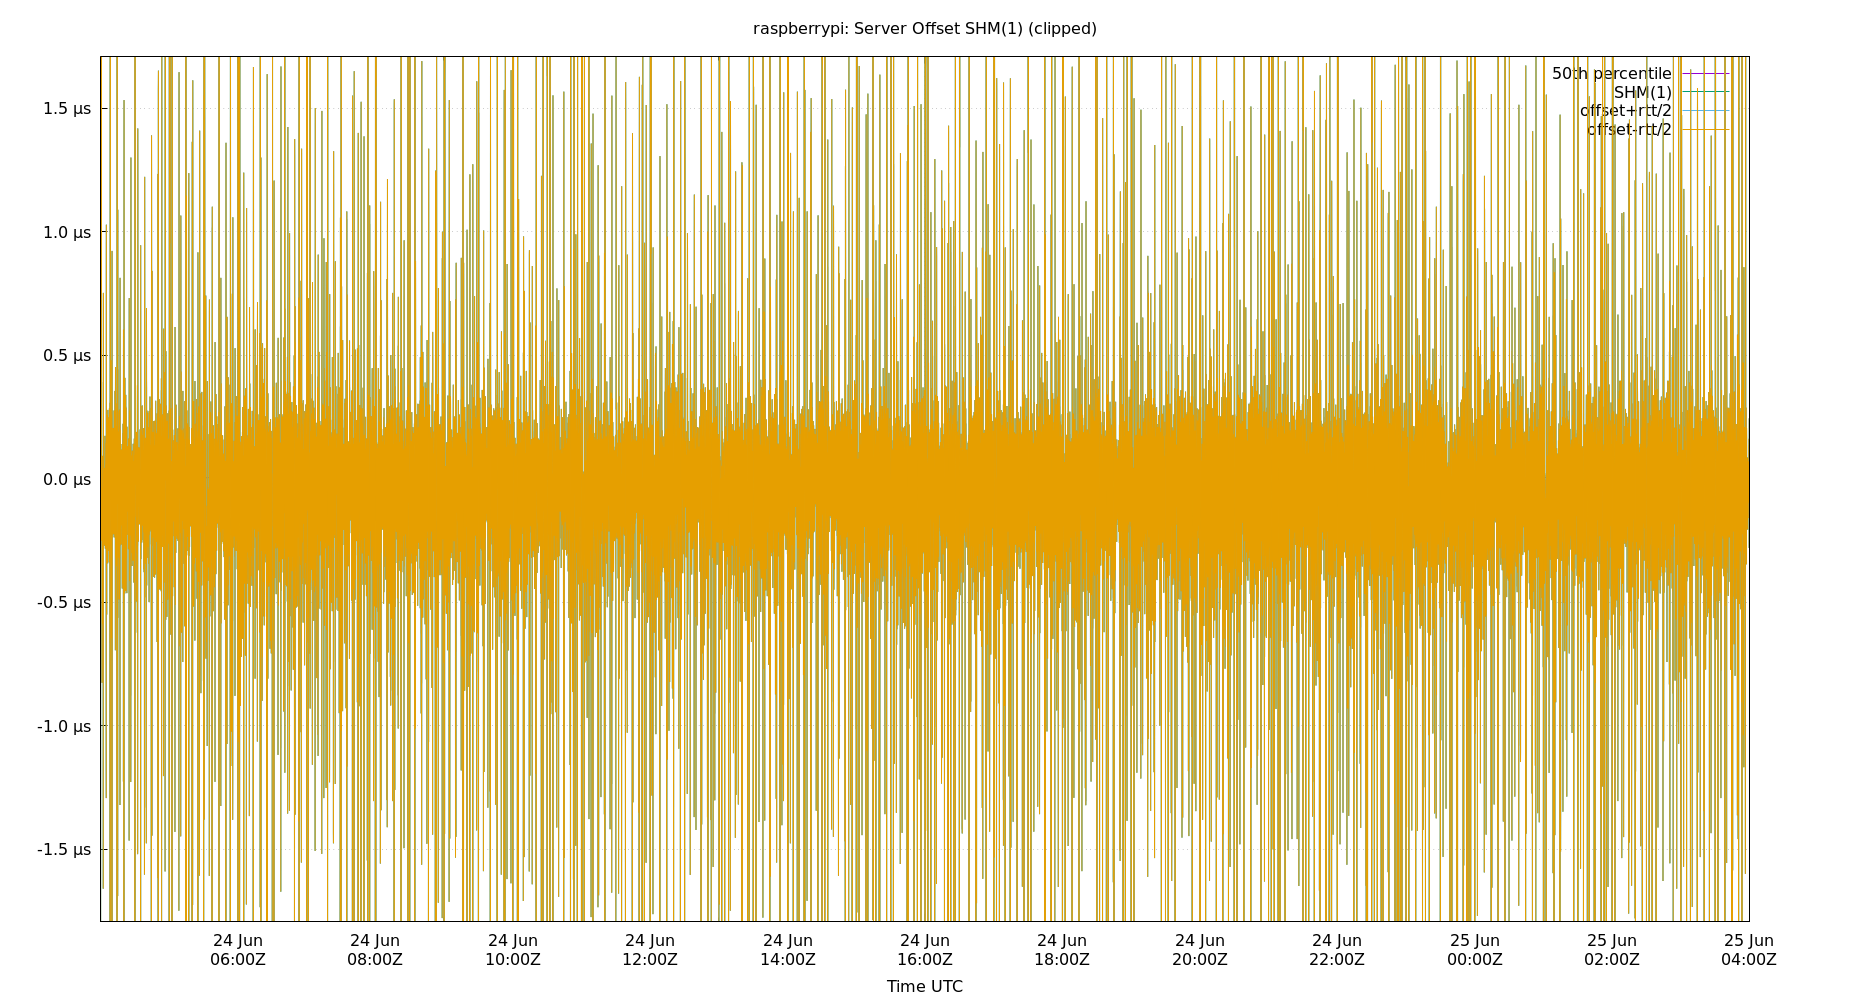 raspberrypi: Server Offset SHM(1) (clipped)
50th percentile
SHM(1)
offset+rtt/2
offset-rtt/2
1.5 µs
1.0 µs
0.5 µs
0.0 µs
-0.5 µs
-1.0 µs
-1.5 µs
24 Jun 24 Jun 24 Jun 24 Jun 24 Jun 24 Jun 24 Jun 24 Jun 24 Jun 25 Jun 25 Jun 25 Jun
06:00Z 08:00Z 10:00Z 12:00Z 14:00Z 16:00Z 18:00Z 20:00Z 22:00Z 00:00Z 02:00Z 04:00Z
Time UTC